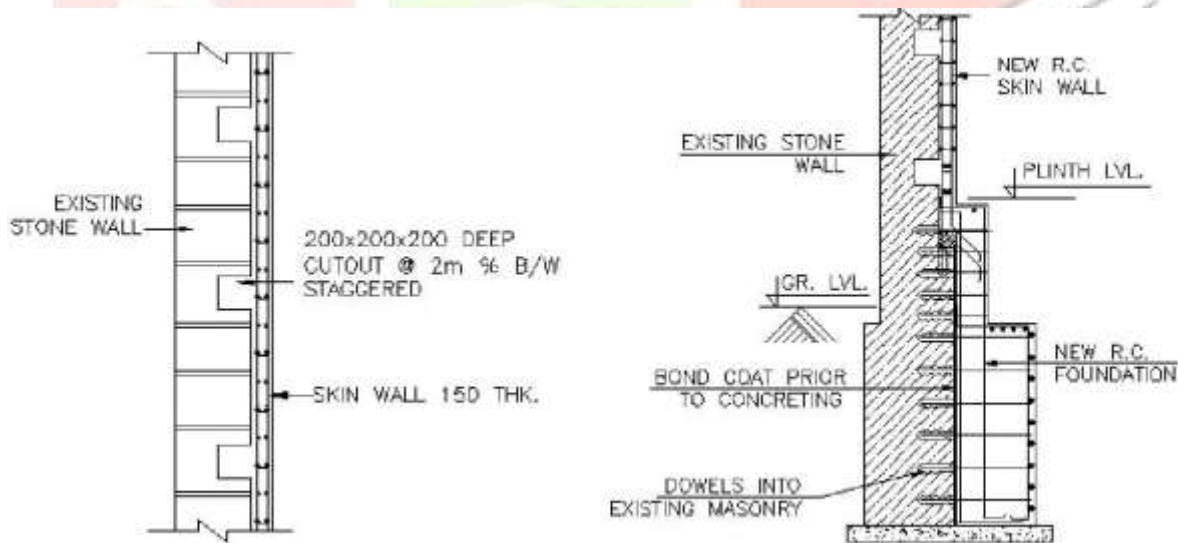 EXISTING
STONE WALL
200x200x200 DEEP
CUTOUT @ 2m % B/W
STAGGERED
SKIN WALL 150 THK.
NEW R.C.
SKIN WALL
EXISTING STONE
WALL
PLINTH LVL.
GR. LVL.
BOND COAT PRIOR
TO CONCRETING
NEW R.C.
FOUNDATION
DOWELS INTO
EXISTING MASONRY